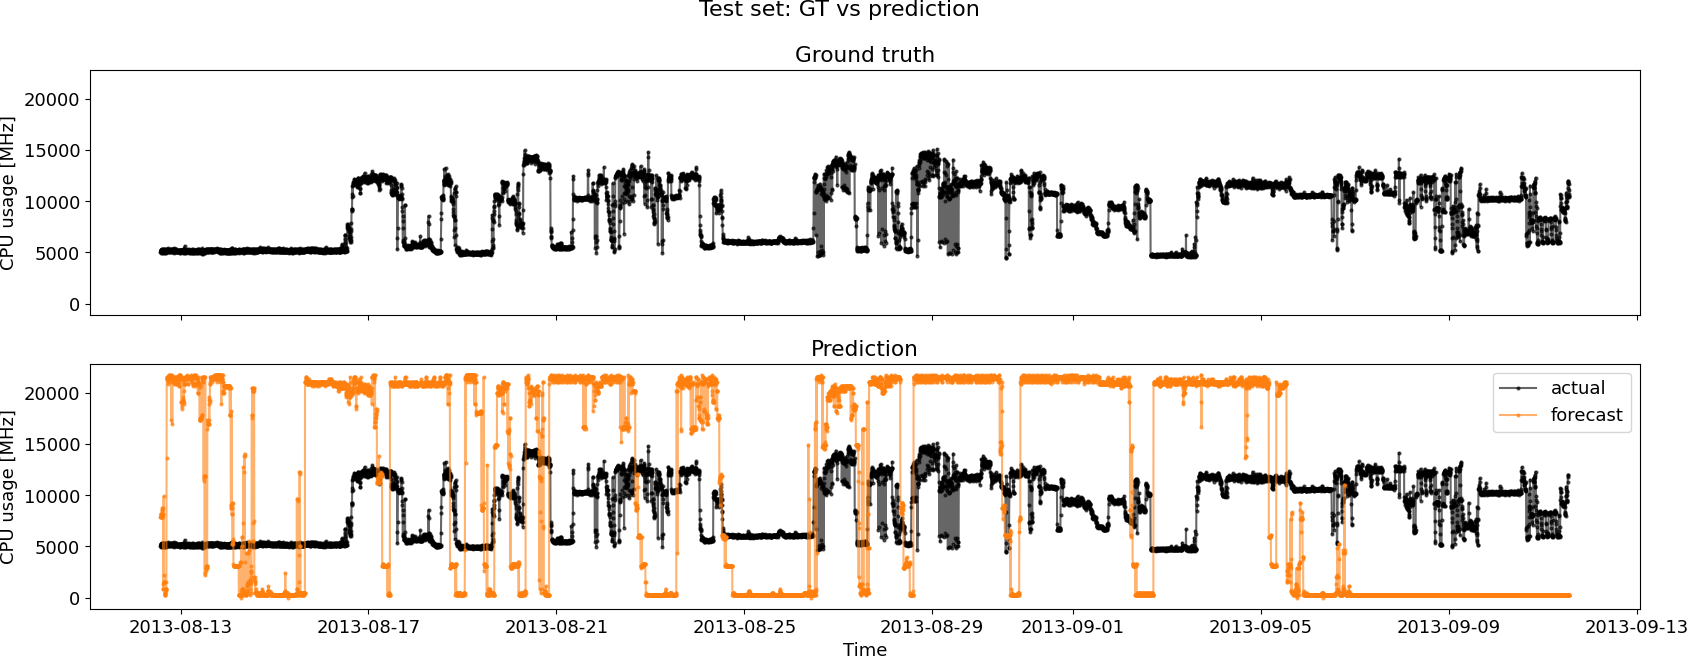 Test set: GT vs prediction
Ground truth
CPU usage [MHz]
20000
15000
10000
5000
0
Prediction
CPU usage [MHz]
20000
15000
10000
5000
0
actual
forecast
2013-08-13 2013-08-17 2013-08-21 2013-08-25 2013-08-29 2013-09-01 2013-09-05 2013-09-09 2013-09-13
Time